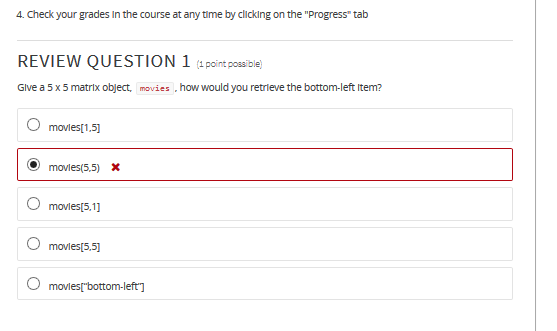 4. Check your grades in the course at any time by clicking on the "Progress" tab
REVIEW QUESTION 1 (1 point possible)
Give a 5 x 5 matrix object, movies , how would you retrieve the bottom-left item?
movies[1,5]
movies(5,5) ✖
movies[5,1]
movies[5,5]
movies["bottom-left"]